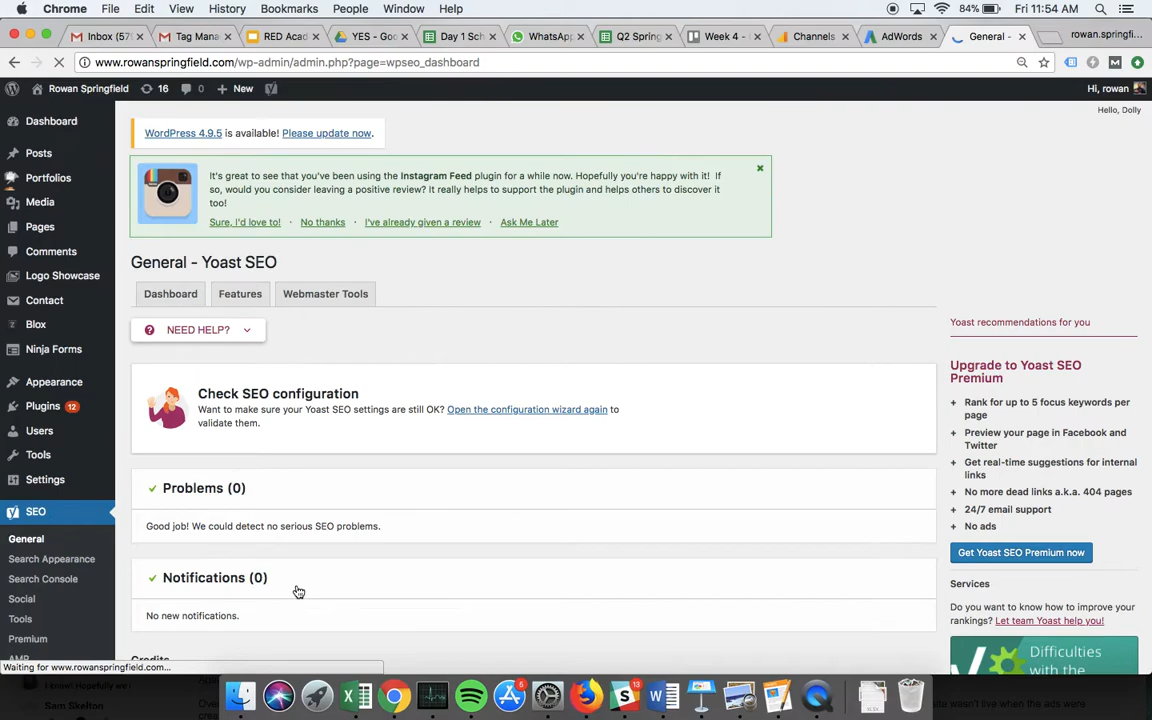 Chrome File Edit View History Bookmarks People Window Help 84% Fri 11:54 AM
Inbox (575 Tag Mana RED Acad YES - Goo Day 1 Sch WhatsApp Q2 Spring Week 4 - Channels AdWords General - rowan.springfi...
www.rowanspringfield.com/wp-admin/admin.php?page=wpseo_dashboard
Rowan Springfield 16 0 New Hi, rowan
Hello, Dolly
Dashboard
Posts
Portfolios
Media
Pages
Comments
Logo Showcase
Contact
Blox
Ninja Forms
Appearance
Plugins 12
Users
Tools
Settings
SEO
General
Search Appearance
Search Console
Social
Tools
Premium
AMP
WordPress 4.9.5 is available! Please update now.
It's great to see that you've been using the Instagram Feed plugin for a while now. Hopefully you're happy with it! If
so, would you consider leaving a positive review? It really helps to support the plugin and helps others to discover it
too!
Sure, I'd love to! · No thanks · I've already given a review · Ask Me Later
General - Yoast SEO
Dashboard Features Webmaster Tools
NEED HELP?
Check SEO configuration
Want to make sure your Yoast SEO settings are still OK? Open the configuration wizard again to
validate them.
Problems (0)
Good job! We could detect no serious SEO problems.
Notifications (0)
No new notifications.
Credits
Yoast recommendations for you
Upgrade to Yoast SEO
Premium
+ Rank for up to 5 focus keywords per
page
+ Preview your page in Facebook and
Twitter
+ Get real-time suggestions for internal
links
+ No more dead links a.k.a. 404 pages
+ 24/7 email support
+ No ads
Get Yoast SEO Premium now
Services
Do you want to know how to improve your
rankings? Let team Yoast help you!
Difficulties
with the
Waiting for www.rowanspringfield.com...
Sam Skelton
5 13